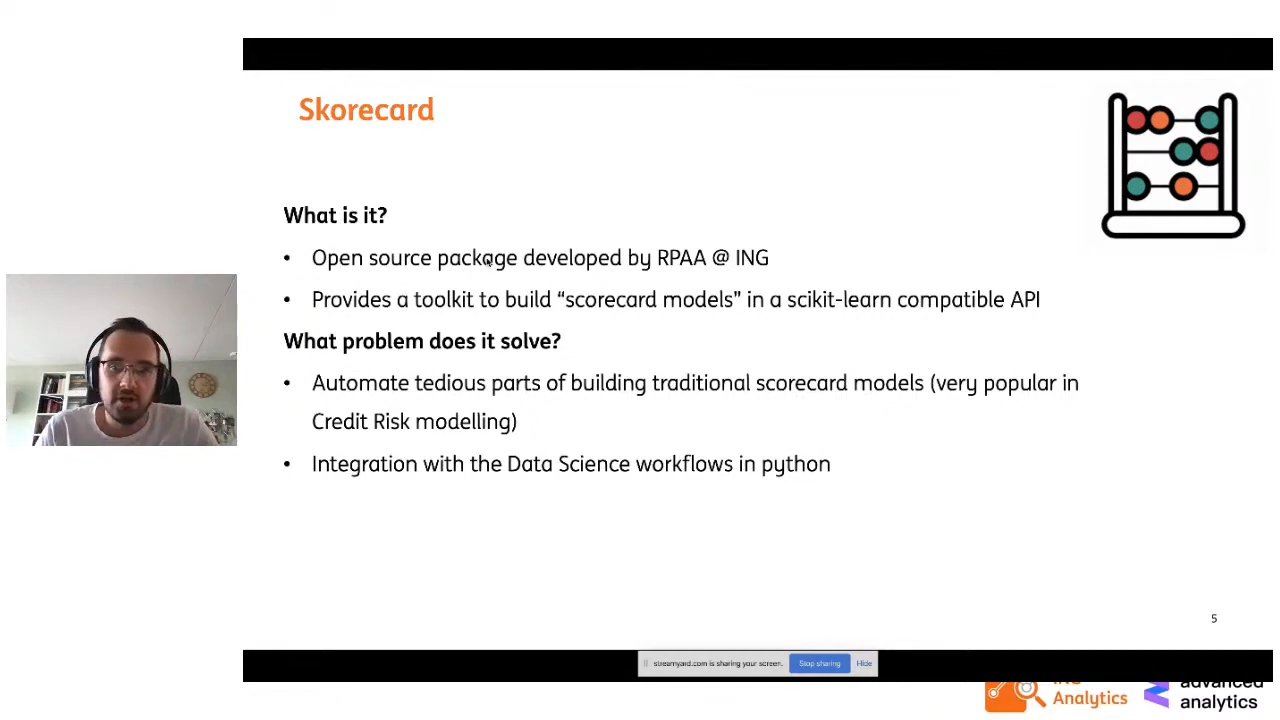 Skorecard
What is it?
• Open source package developed by RPAA @ ING
• Provides a toolkit to build “scorecard models” in a scikit-learn compatible API
What problem does it solve?
• Automate tedious parts of building traditional scorecard models (very popular in
Credit Risk modelling)
• Integration with the Data Science workflows in python
5
streamyard.com is sharing your screen. Stop sharing Hide
ING
Analytics
advanced
analytics